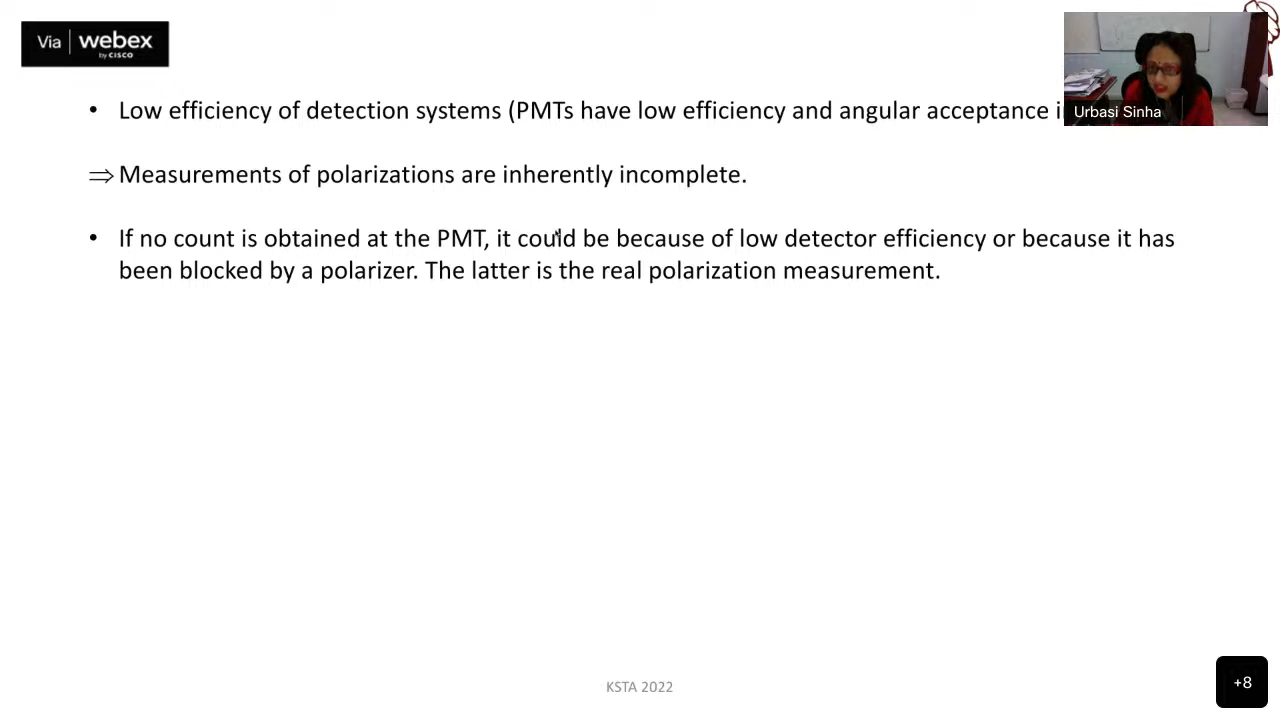 Via webex
by CISCO
• Low efficiency of detection systems (PMTs have low efficiency and angular acceptance
Urbasi Sinha
⇒ Measurements of polarizations are inherently incomplete.
• If no count is obtained at the PMT, it could be because of low detector efficiency or because it has
been blocked by a polarizer. The latter is the real polarization measurement.
KSTA 2022
+8